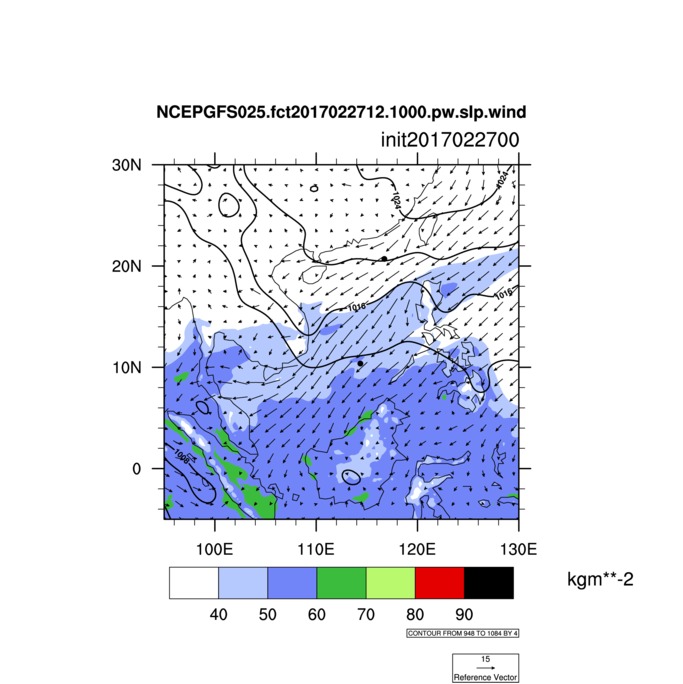 NCEPGFS025.fct2017022712.1000.pw.slp.wind
init2017022700
30N
1024
1024
20N
1016
1016
10N
1008
0
100E 110E 120E 130E
kgm**-2
40 50 60 70 80 90
CONTOUR FROM 948 TO 1084 BY 4
15
Reference Vector